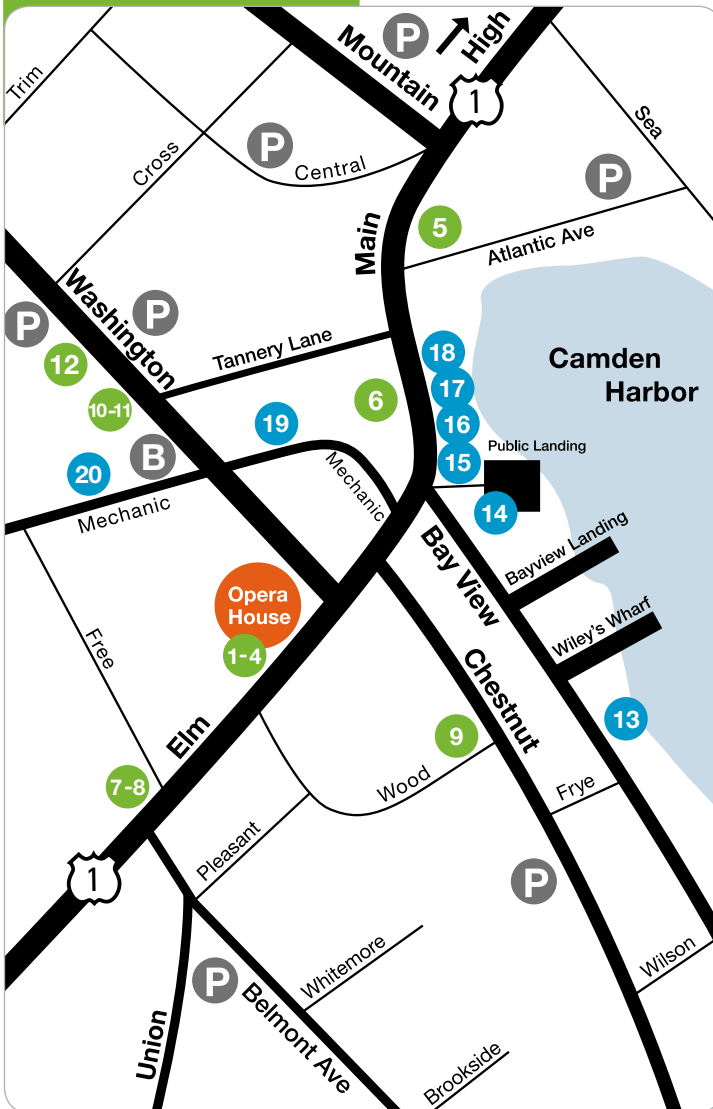 P
High
Mountain
1
Trim
Sea
Cross
P
Central
P
Main
5
Atlantic Ave
Washington
P
P
Tannery Lane
12
18
Camden
Harbor
17
10-11
6
19
16
Public Landing
B
15
20
Mechanic
Mechanic
14
Bay View
Bayview Landing
Opera
House
1-4
Free
Wiley's Wharf
Chestnut
13
Elm
9
7-8
Wood
Frye
Pleasant
1
P
Whitemore
Wilson
P
Belmont Ave
Union
Brookside